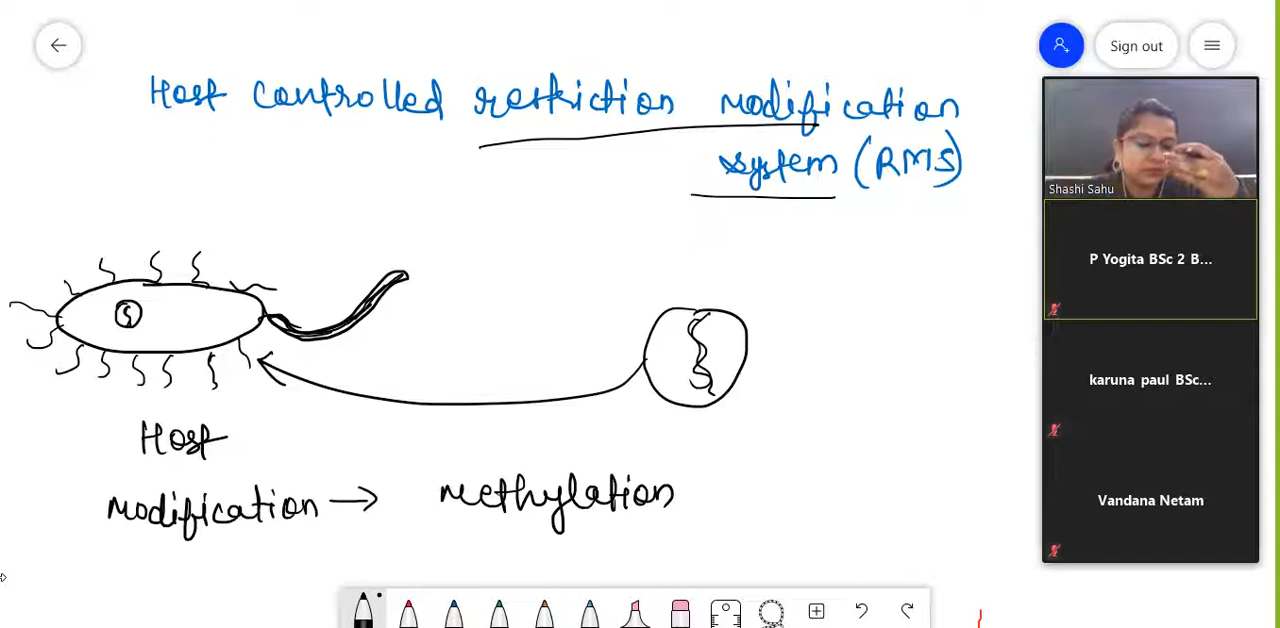 Sign out
Host controlled restriction modification
system (RMS)
Shashi Sahu
P Yogita BSc 2 B...
karuna paul BSc...
Vandana Netam
Host
modification → methylation